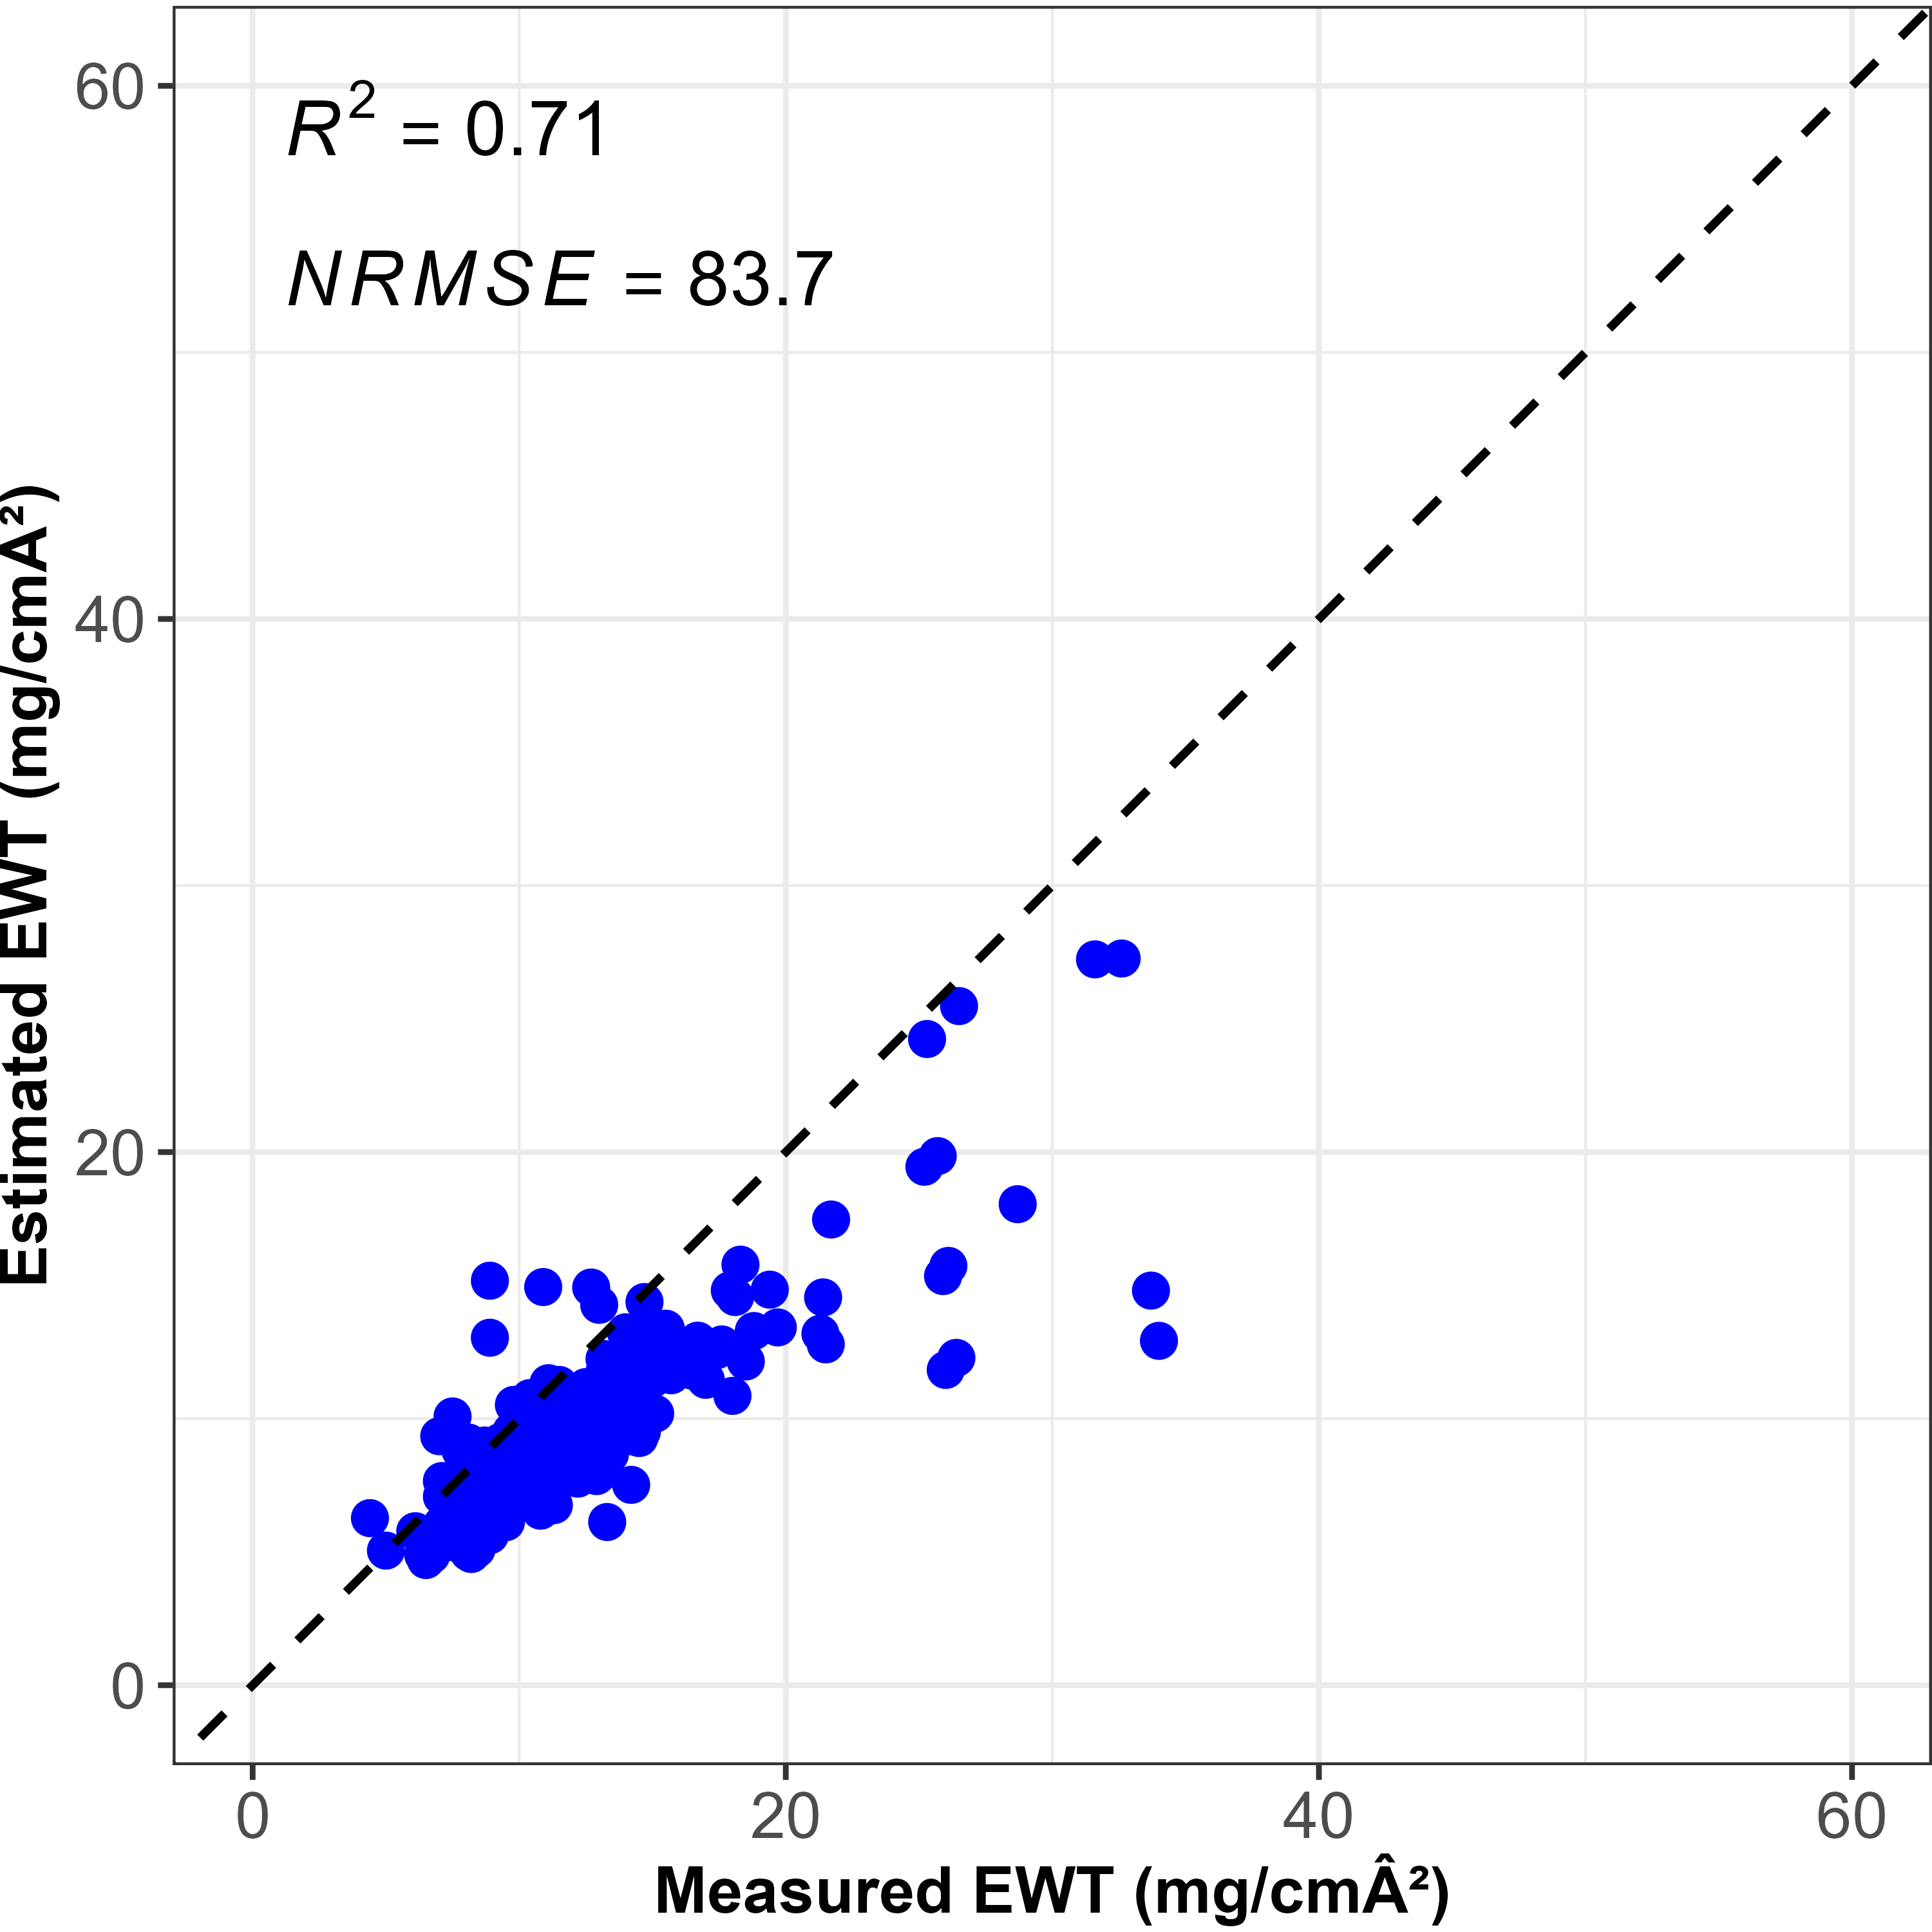 R² = 0.71
NRMSE = 83.7
60
40
20
0
Estimated EWT (mg/cmÂ²)
0 20 40 60
Measured EWT (mg/cmÂ²)